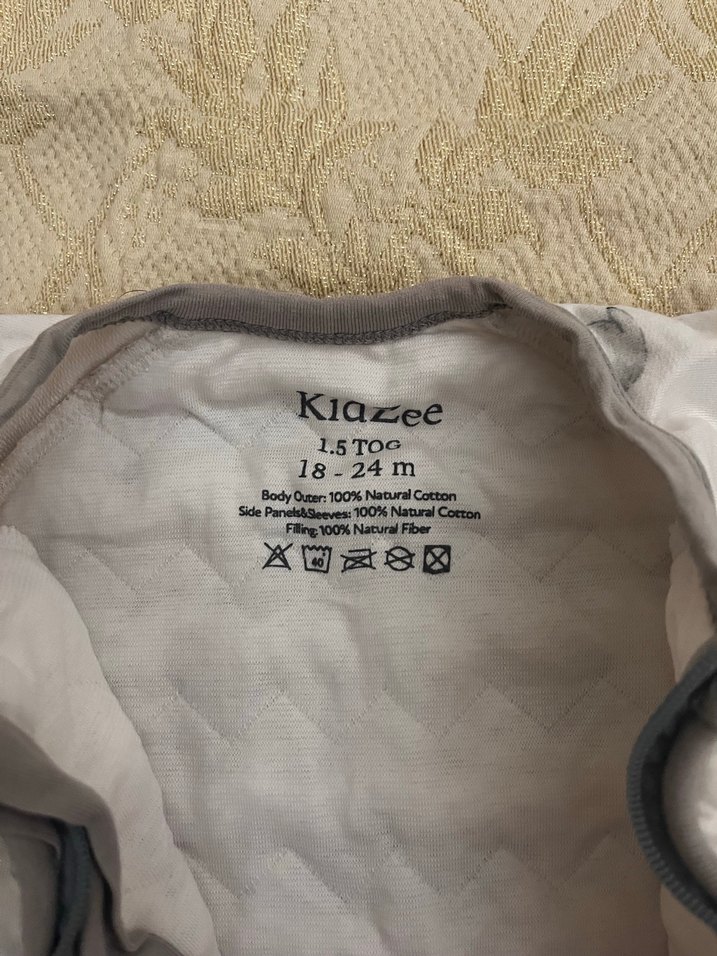 KidZee
1.5 TOG
18 - 24 m
Body Outer: 100% Natural Cotton
Side Panels&Sleeves: 100% Natural Cotton
Filling: 100% Natural Fiber
40°